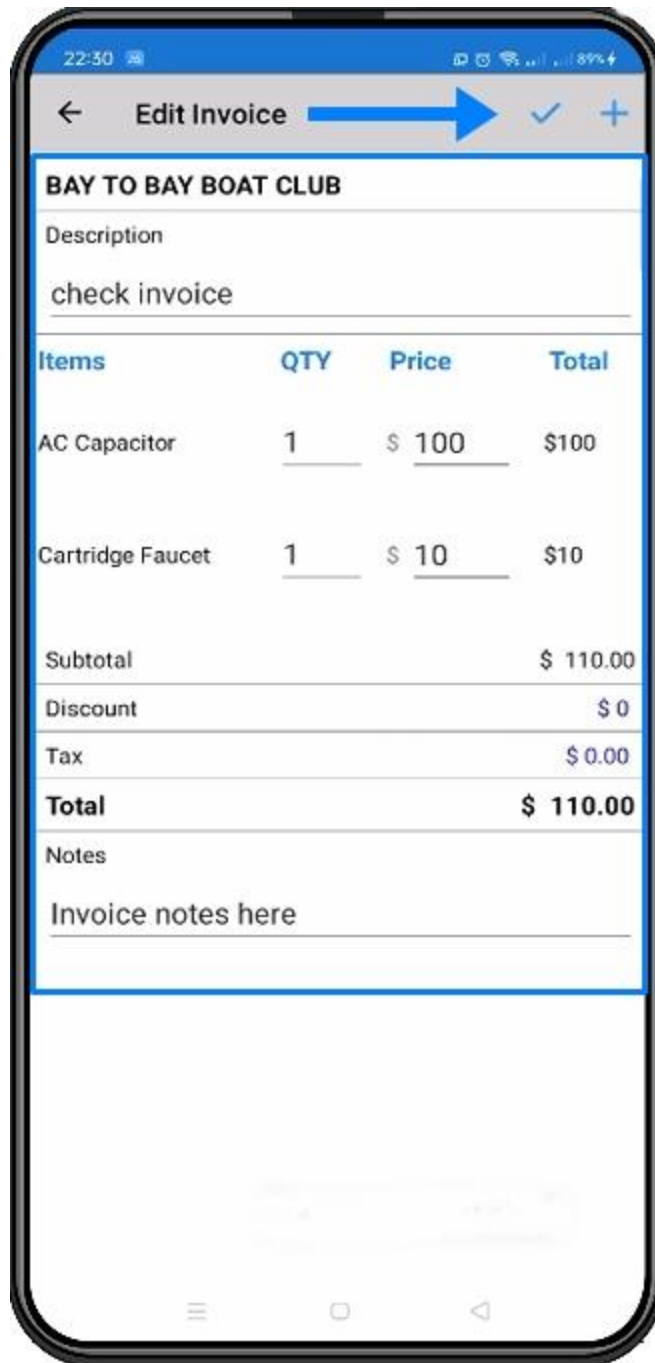 22:30 89%
Edit Invoice
BAY TO BAY BOAT CLUB
Description
check invoice
Items QTY Price Total
AC Capacitor 1 $ 100 $100
Cartridge Faucet 1 $ 10 $10
Subtotal $ 110.00
Discount $ 0
Tax $ 0.00
Total $ 110.00
Notes
Invoice notes here